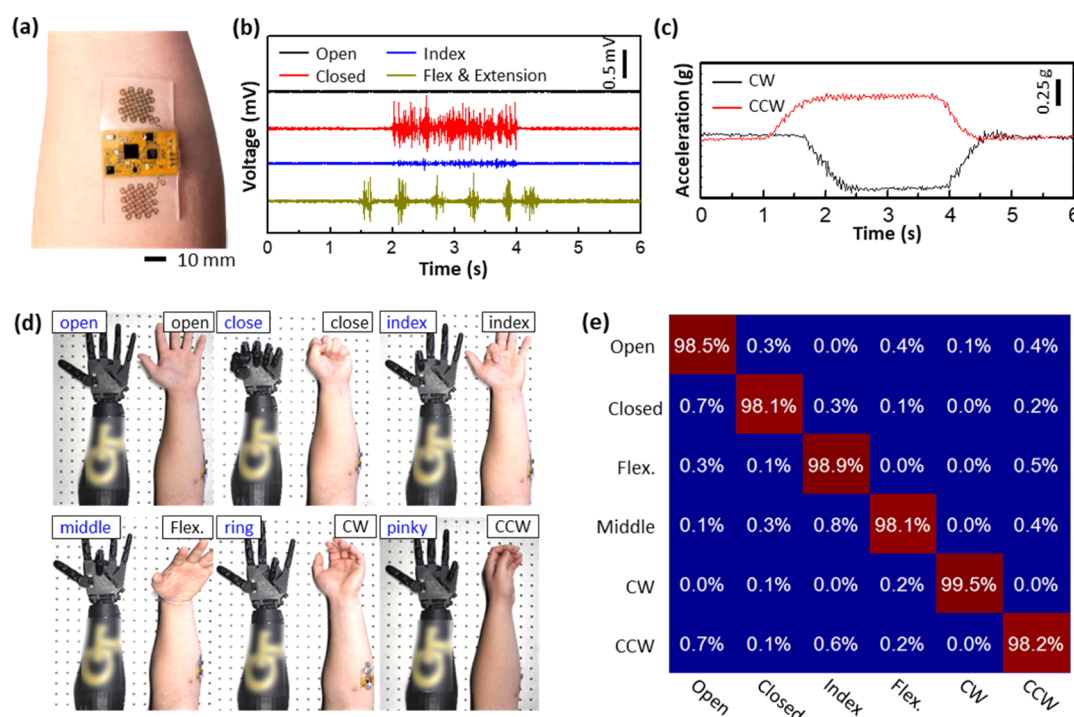 (a)
10 mm
(b)
Open
Index
Closed
Flex & Extension
0.5 mV
Voltage (mV)
0 1 2 3 4 5 6
Time (s)
(c)
CW
CCW
0.25 g
Acceleration (g)
0 1 2 3 4 5 6
Time (s)
(d)
open
open
close
close
index
index
GT
GT
GT
middle
Flex.
ring
CW
pinky
CCW
GT
GT
GT
(e)
Open 98.5% 0.3% 0.0% 0.4% 0.1% 0.4%
Closed 0.7% 98.1% 0.3% 0.1% 0.0% 0.2%
Flex. 0.3% 0.1% 98.9% 0.0% 0.0% 0.5%
Middle 0.1% 0.3% 0.8% 98.1% 0.0% 0.4%
CW 0.0% 0.1% 0.0% 0.2% 99.5% 0.0%
CCW 0.7% 0.1% 0.6% 0.2% 0.0% 98.2%
Open Closed Index Flex. CW CCW